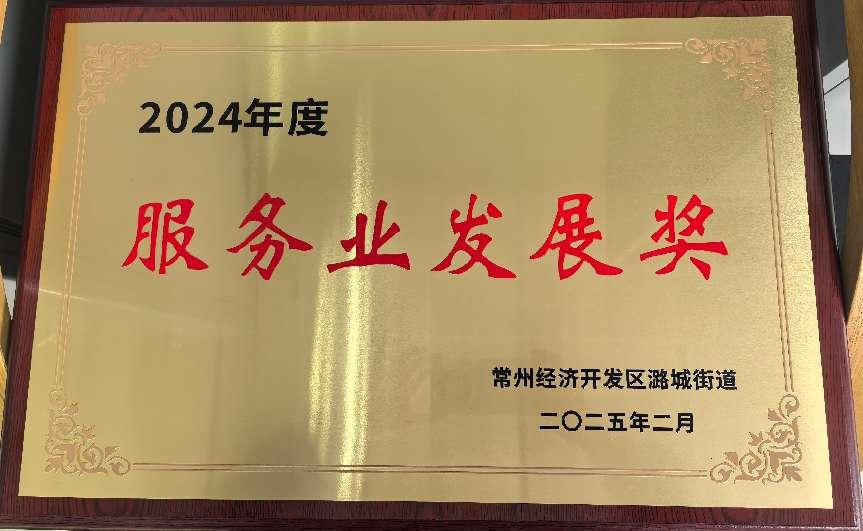 2024年度
服务业发展奖
常州经济开发区潞城街道
二〇二五年二月